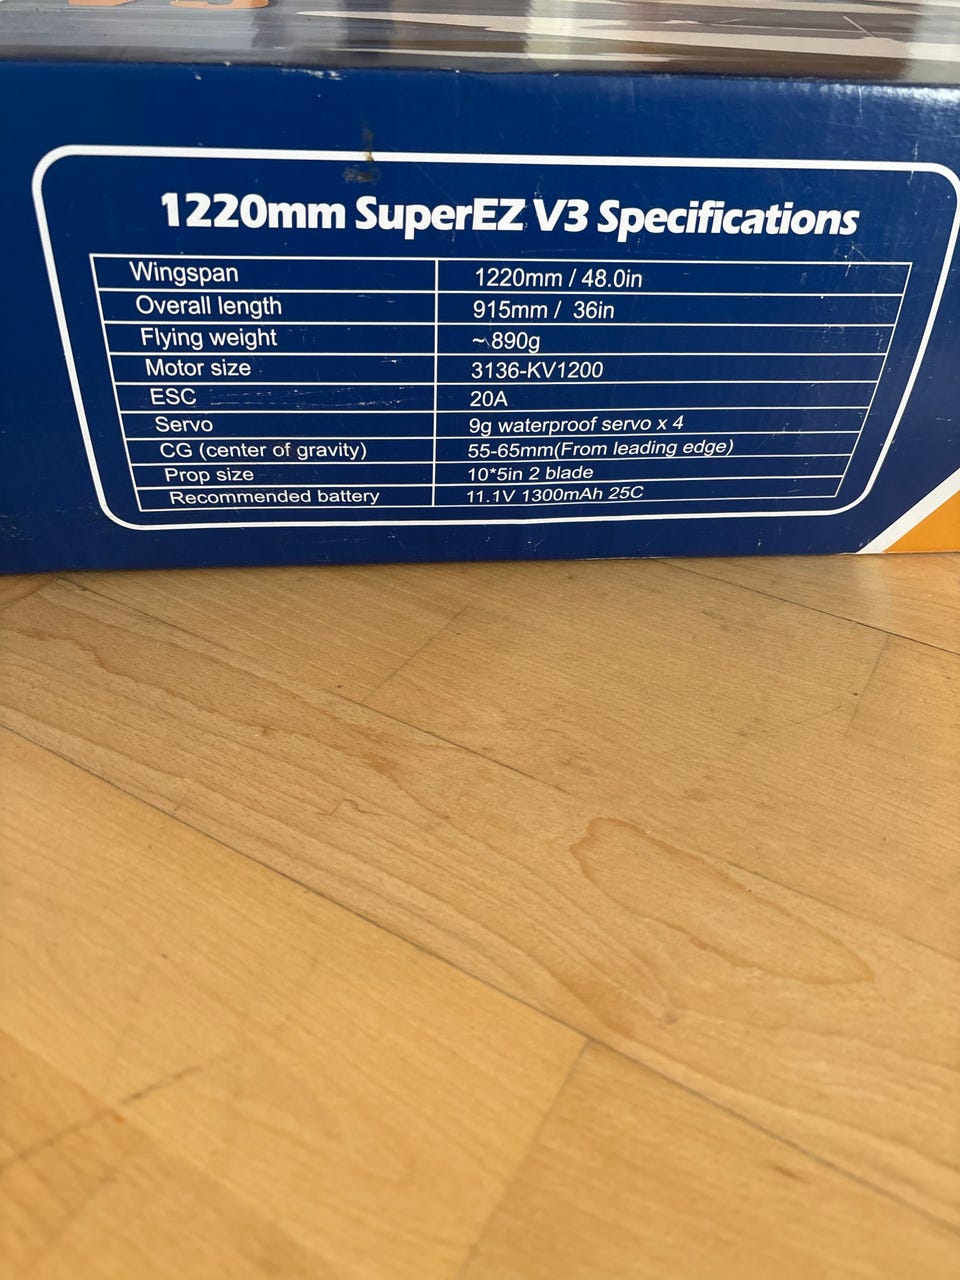 1220mm SuperEZ V3 Specifications
Wingspan 1220mm / 48.0in
Overall length 915mm / 36in
Flying weight ~890g
Motor size 3136-KV1200
ESC 20A
Servo 9g waterproof servo x 4
CG (center of gravity) 55-65mm(From leading edge)
Prop size 10*5in 2 blade
Recommended battery 11.1V 1300mAh 25C